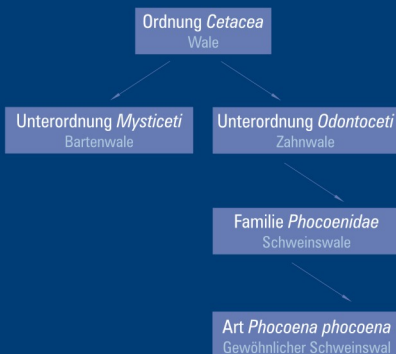 Ordnung Cetacea
Wale
Unterordnung Mysticeti
Bartenwale
Unterordnung Odontoceti
Zahnwale
Familie Phocoenidae
Schweinswale
Art Phocoena phocoena
Gewöhnlicher Schweinswal